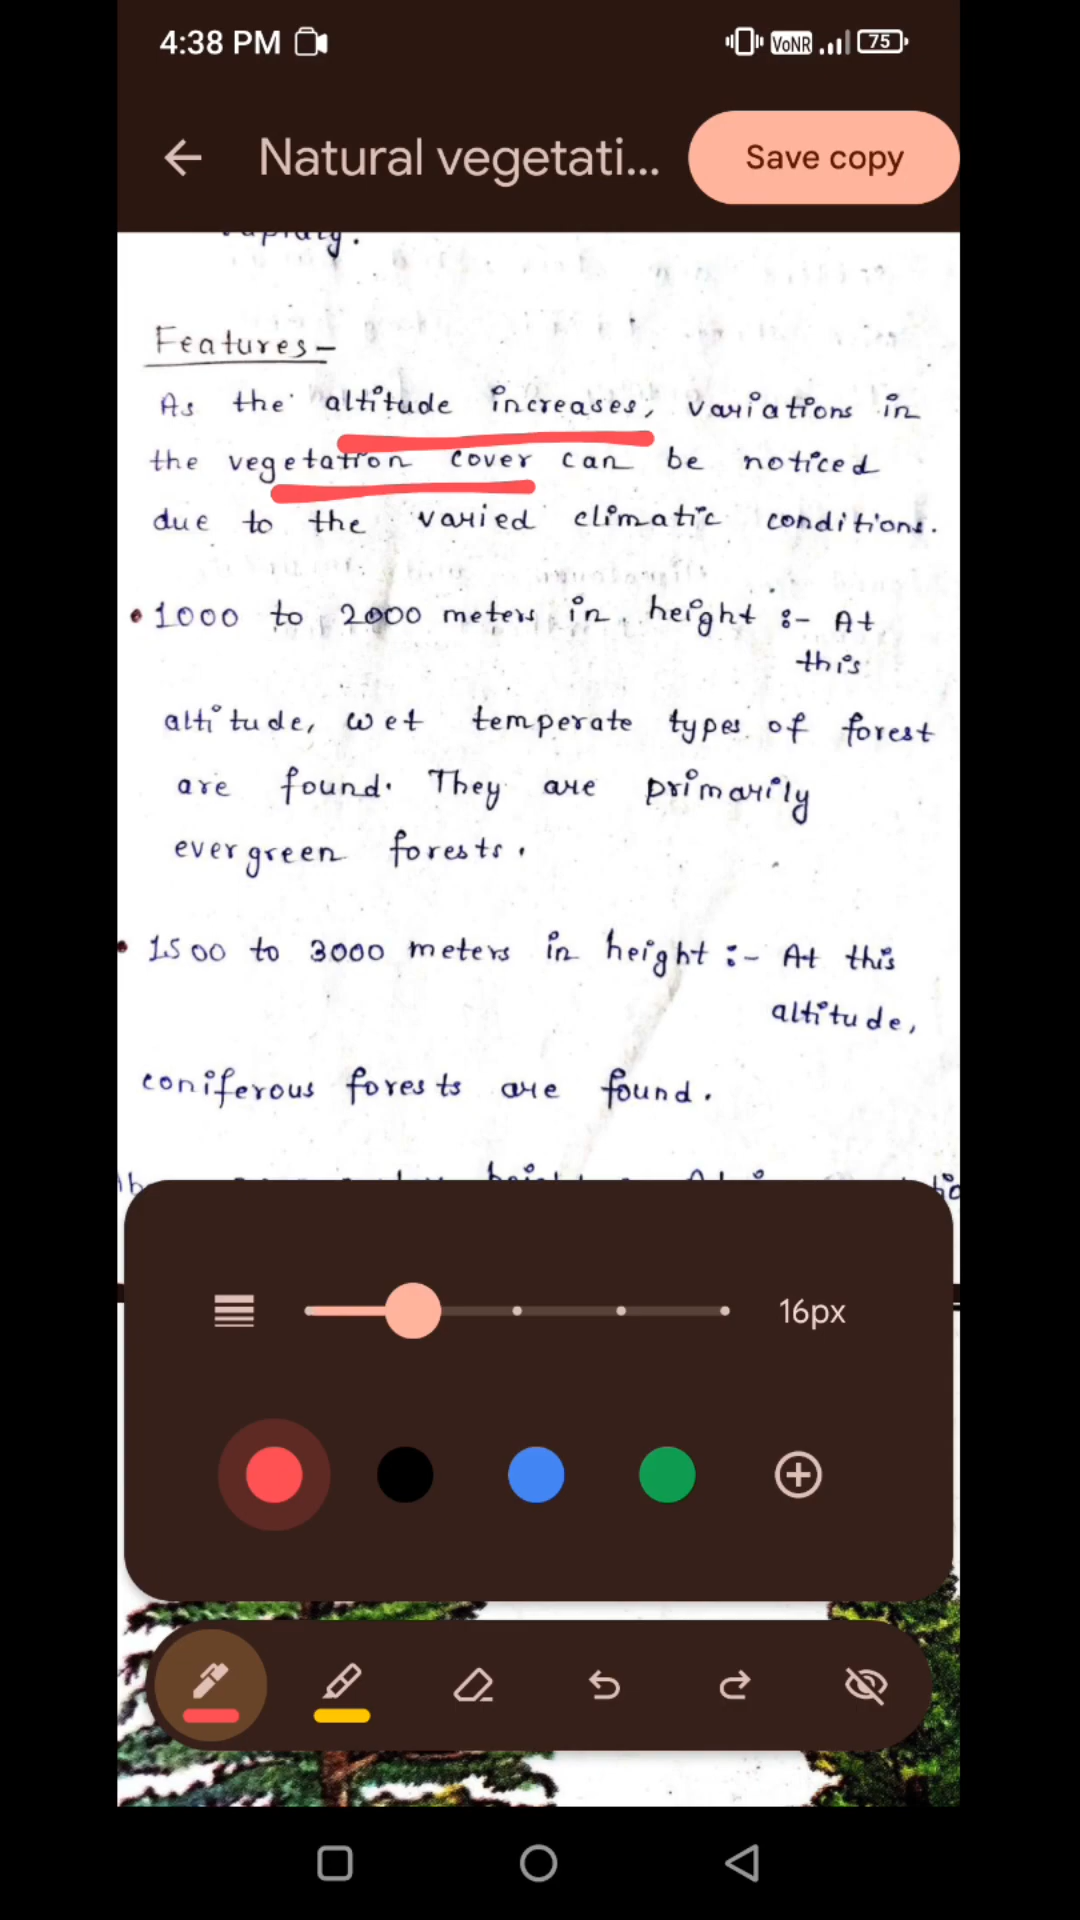 4:38 PM
VoNR
75
Natural vegetati...
Save copy
rapidly.
Features-
As the altitude increases, variations in
the vegetation cover can be noticed
due to the varied climatic conditions.
• 1000 to 2000 meters in height :- At
this
altitude, wet temperate types of forest
are found. They are primarily
evergreen forests.
• 1500 to 3000 meters in height :- At this
altitude,
coniferous forests are found.
16px